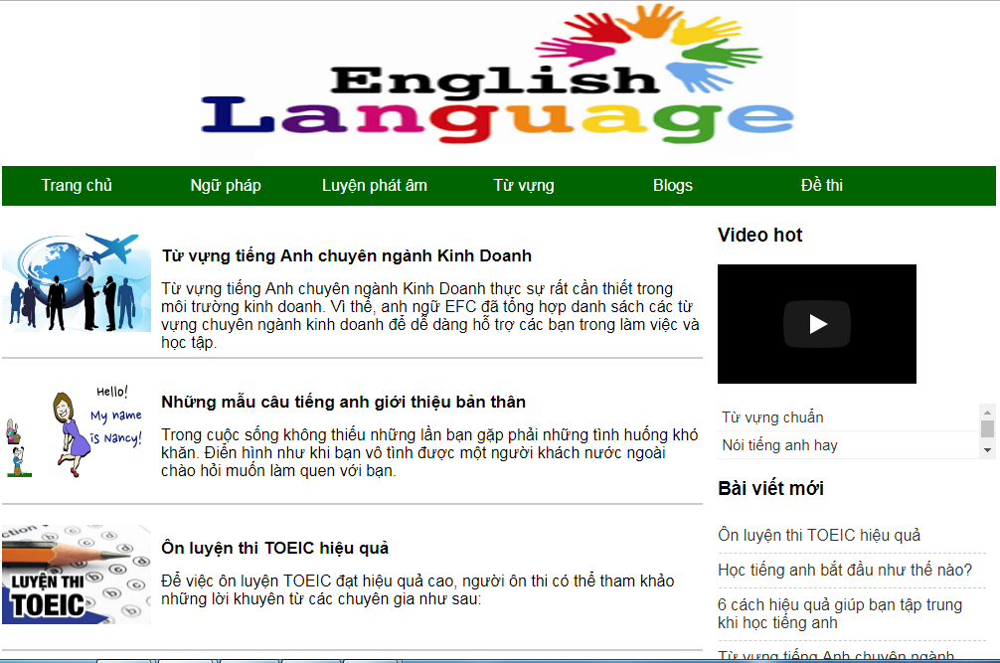 English
Language
Trang chủ Ngữ pháp Luyện phát âm Từ vựng Blogs Đề thi
Từ vựng tiếng Anh chuyên ngành Kinh Doanh
Từ vựng tiếng Anh chuyên ngành Kinh Doanh thực sự rất cần thiết trong
môi trường kinh doanh. Vì thế, anh ngữ EFC đã tổng hợp danh sách các từ
vựng chuyên ngành kinh doanh để dễ dàng hỗ trợ các bạn trong làm việc và
học tập.
Hello!
My name
is Nancy!
Những mẫu câu tiếng anh giới thiệu bản thân
Trong cuộc sống không thiếu những lần bạn gặp phải những tình huống khó
khăn. Điển hình như khi bạn vô tình được một người khách nước ngoài
chào hỏi muốn làm quen với bạn.
LUYỆN THI
TOEIC
Ôn luyện thi TOEIC hiệu quả
Để việc ôn luyện TOEIC đạt hiệu quả cao, người ôn thi có thể tham khảo
những lời khuyên từ các chuyên gia như sau:
Video hot
Từ vựng chuẩn
Nói tiếng anh hay
Bài viết mới
Ôn luyện thi TOEIC hiệu quả
Học tiếng anh bắt đầu như thế nào?
6 cách hiệu quả giúp bạn tập trung
khi học tiếng anh
Từ vựng tiếng Anh chuyên ngành